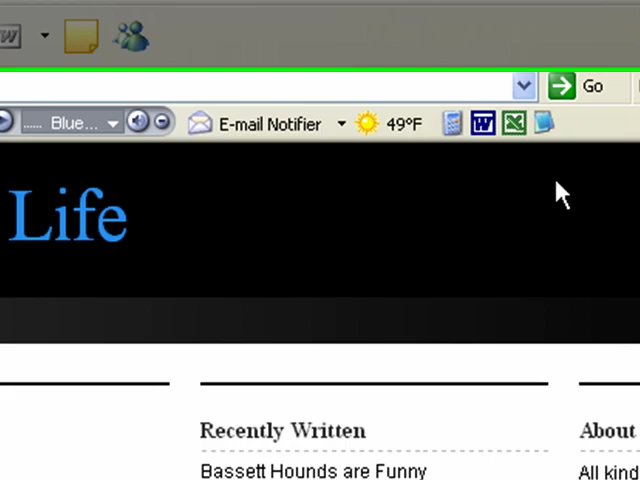 W
Go
...... Blue... E-mail Notifier 49°F W X
Life
Recently Written
About
Bassett Hounds are Funny
All kind